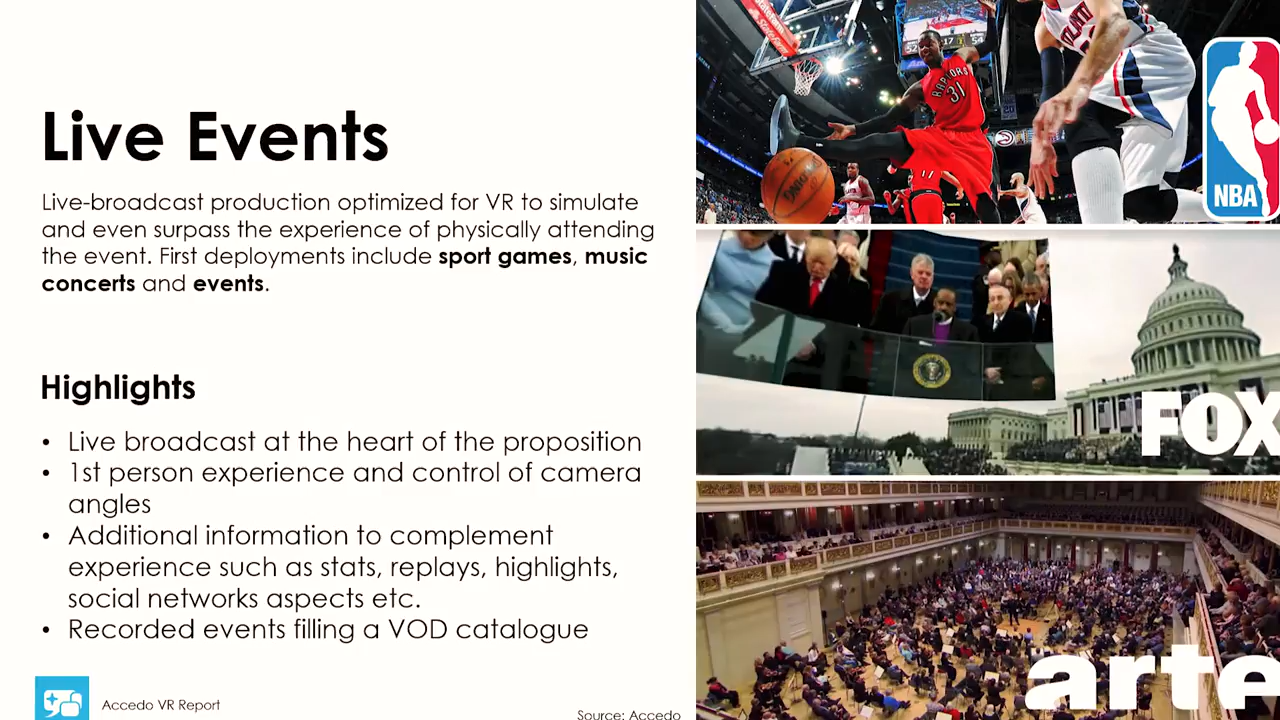 Live Events
Live-broadcast production optimized for VR to simulate
and even surpass the experience of physically attending
the event. First deployments include sport games, music
concerts and events.
Highlights
• Live broadcast at the heart of the proposition
• 1st person experience and control of camera
angles
• Additional information to complement
experience such as stats, replays, highlights,
social networks aspects etc.
• Recorded events filling a VOD catalogue
Accedo VR Report
Source: Accedo
State Farm
RAPTORS
31
SPALDING
NBA
FOX
arte